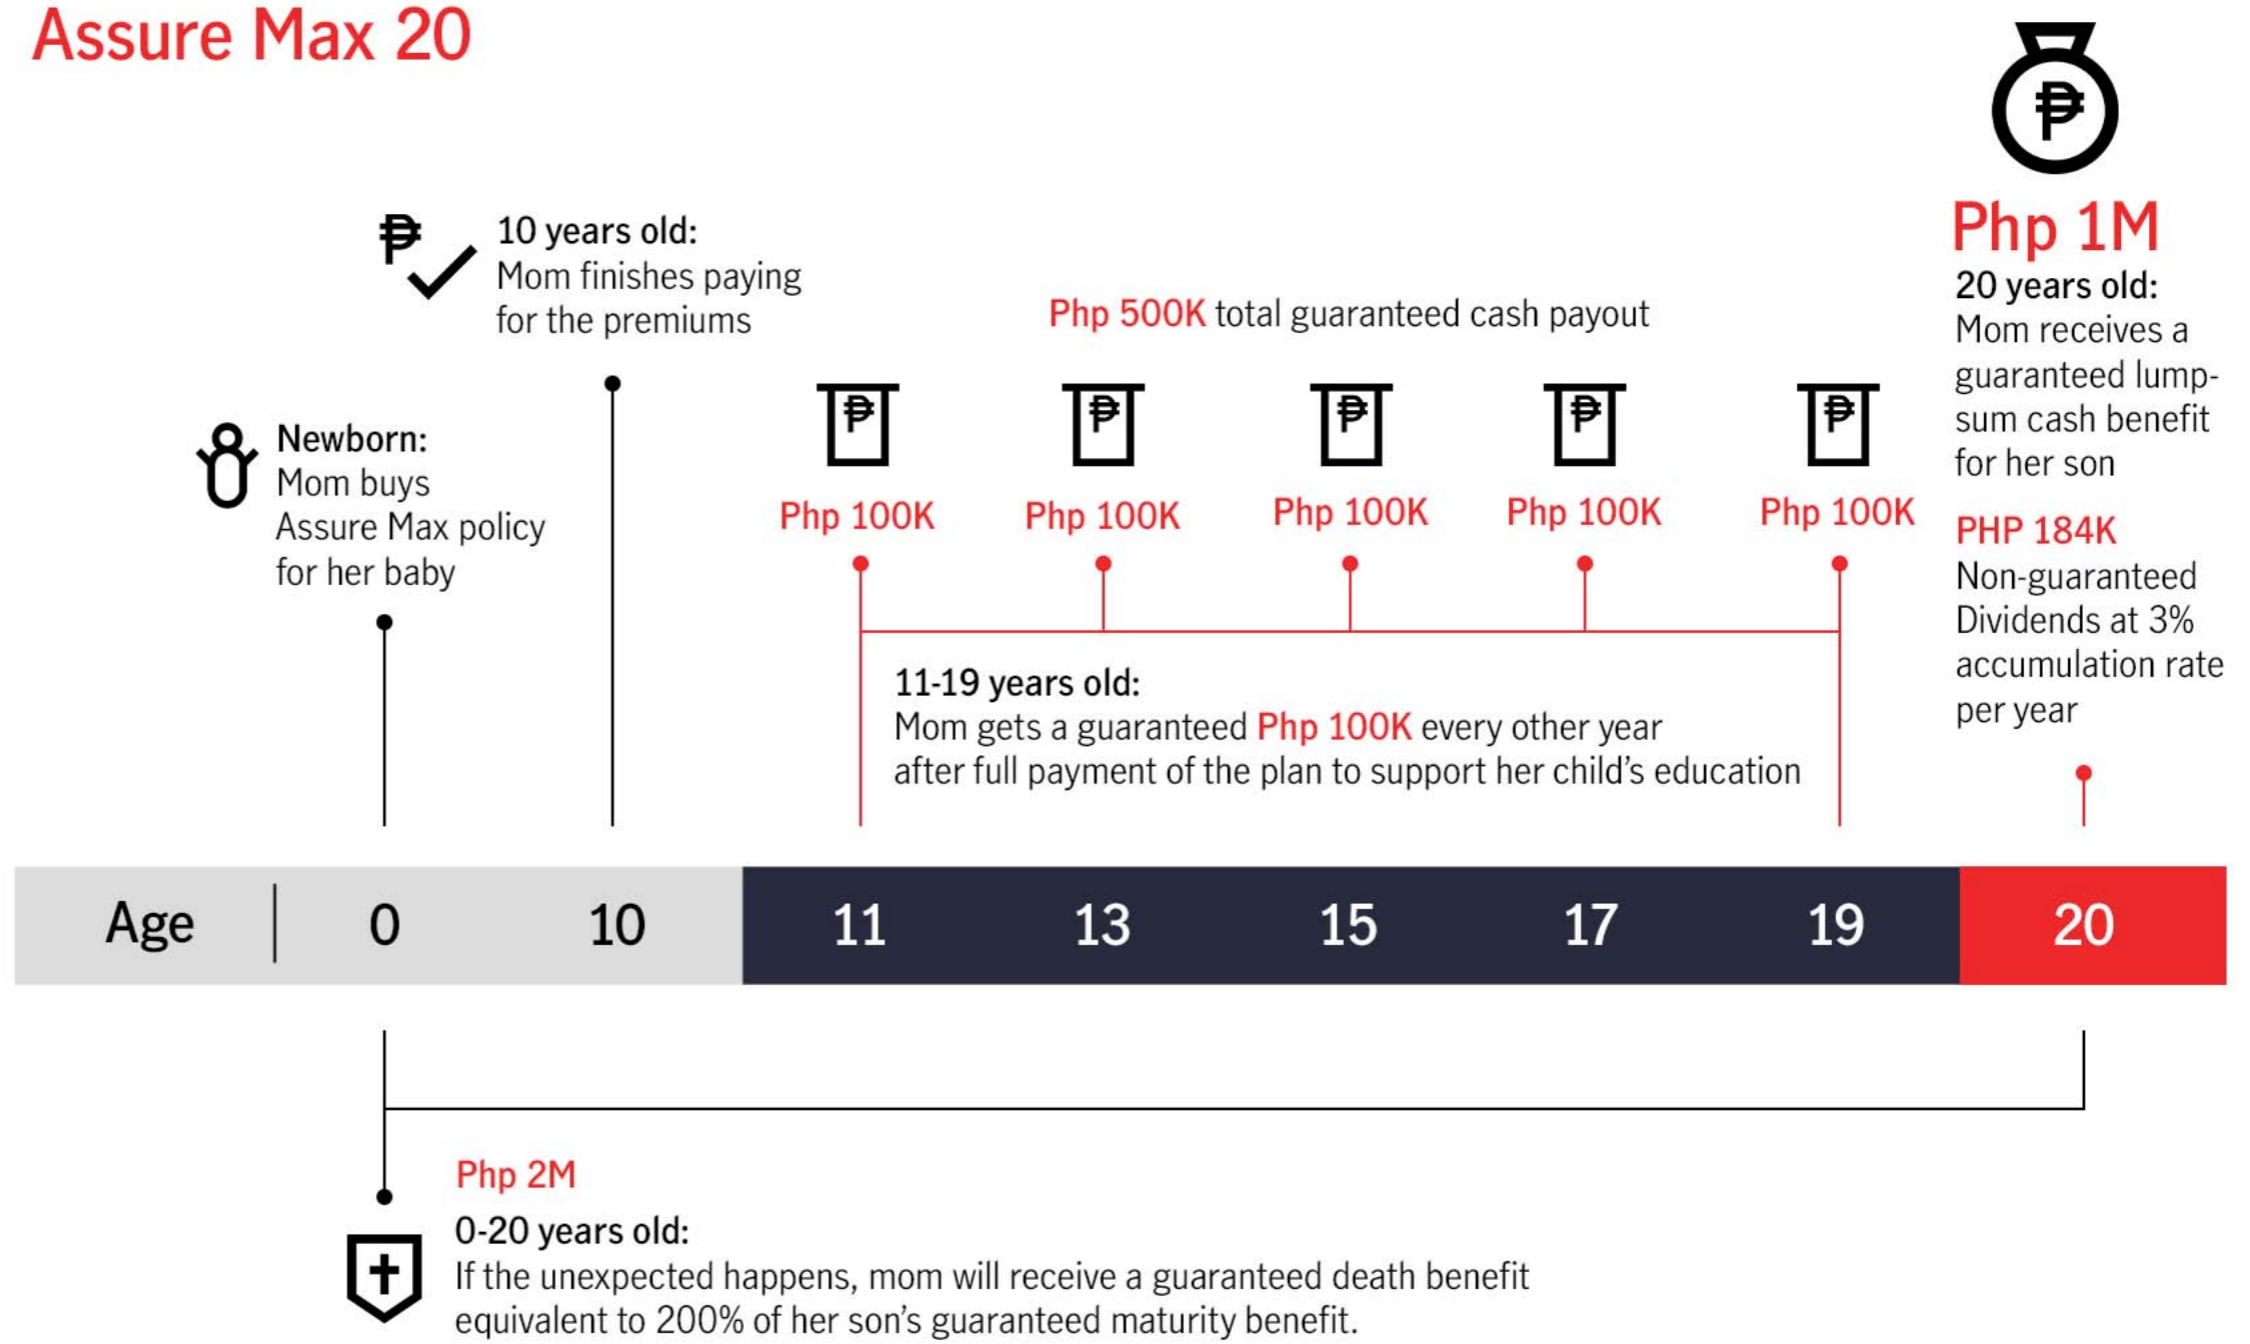 Assure Max 20
₱
Php 1M
20 years old:
Mom receives a
guaranteed lump-
sum cash benefit
for her son
PHP 184K
Non-guaranteed
Dividends at 3%
accumulation rate
per year
₱
10 years old:
Mom finishes paying
for the premiums
Newborn:
Mom buys
Assure Max policy
for her baby
Php 500K total guaranteed cash payout
₱ ₱ ₱ ₱ ₱
Php 100K Php 100K Php 100K Php 100K Php 100K
11-19 years old:
Mom gets a guaranteed Php 100K every other year
after full payment of the plan to support her child's education
Age 0 10 11 13 15 17 19 20
Php 2M
0-20 years old:
If the unexpected happens, mom will receive a guaranteed death benefit
equivalent to 200% of her son's guaranteed maturity benefit.